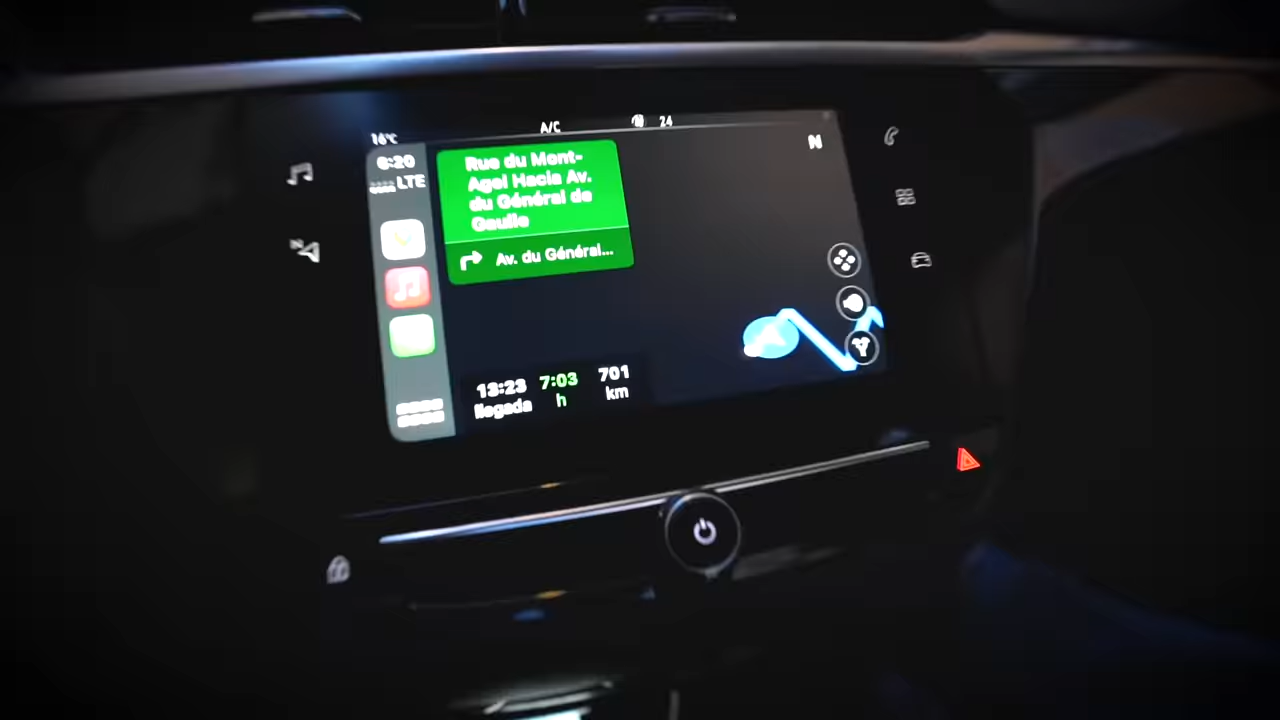 16°C
A/C
24
6:20
LTE
Rue du Mont-
Agel Hacia Av.
du Général de
Gaulle
Av. du Général...
N
13:23 7:03 701
llegada h km
N